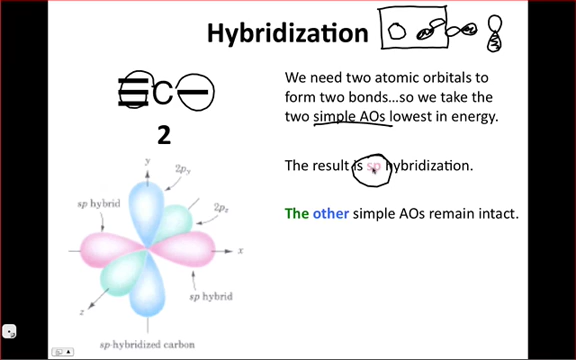 Hybridization
≡C−
2
We need two atomic orbitals to
form two bonds...so we take the
two simple AOs lowest in energy.
The result is sp hybridization.
The other simple AOs remain intact.
y
2py
sp hybrid
2pz
x
sp hybrid
z
sp-hybridized carbon